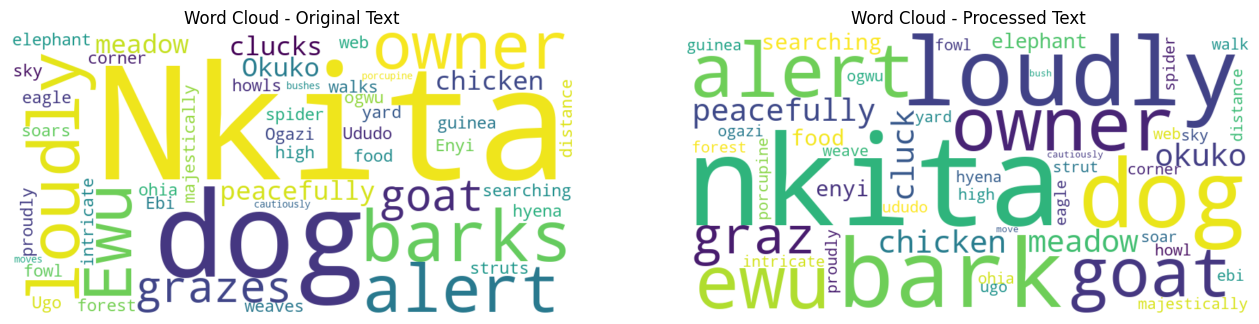 Word Cloud - Original Text
elephant
meadow
clucks
web
owner
sky
corner
Okuko
porcupine
chicken
eagle
howls
bushes
walks
loudly
Nkita
majestically
ogwu
distance
soars
spider
yard
guinea
Ogazi
Ududo
high
food
Enyi
proudly
intricate
Ewu
ohia
peacefully
goat
searching
Ebi
dog
cautiously
hyena
barks
moves
fowl
grazes
alert
struts
Ugo
forest
weaves
Word Cloud - Processed Text
guinea
searching
loudly
fowl
elephant
spider
walk
alert
ogwu
bush
peacefully
cluck
yard
owner
distance
ogazi
food
web
sky
forest
nkita
weave
cautiously
okuko
porcupine
enyi
hyena
strut
corner
high
eagle
dog
ududo
graz
proudly
chicken
move
meadow
soar
howl
intricate
ewu
bark
ohia
ugo
goat
ebi
majestically